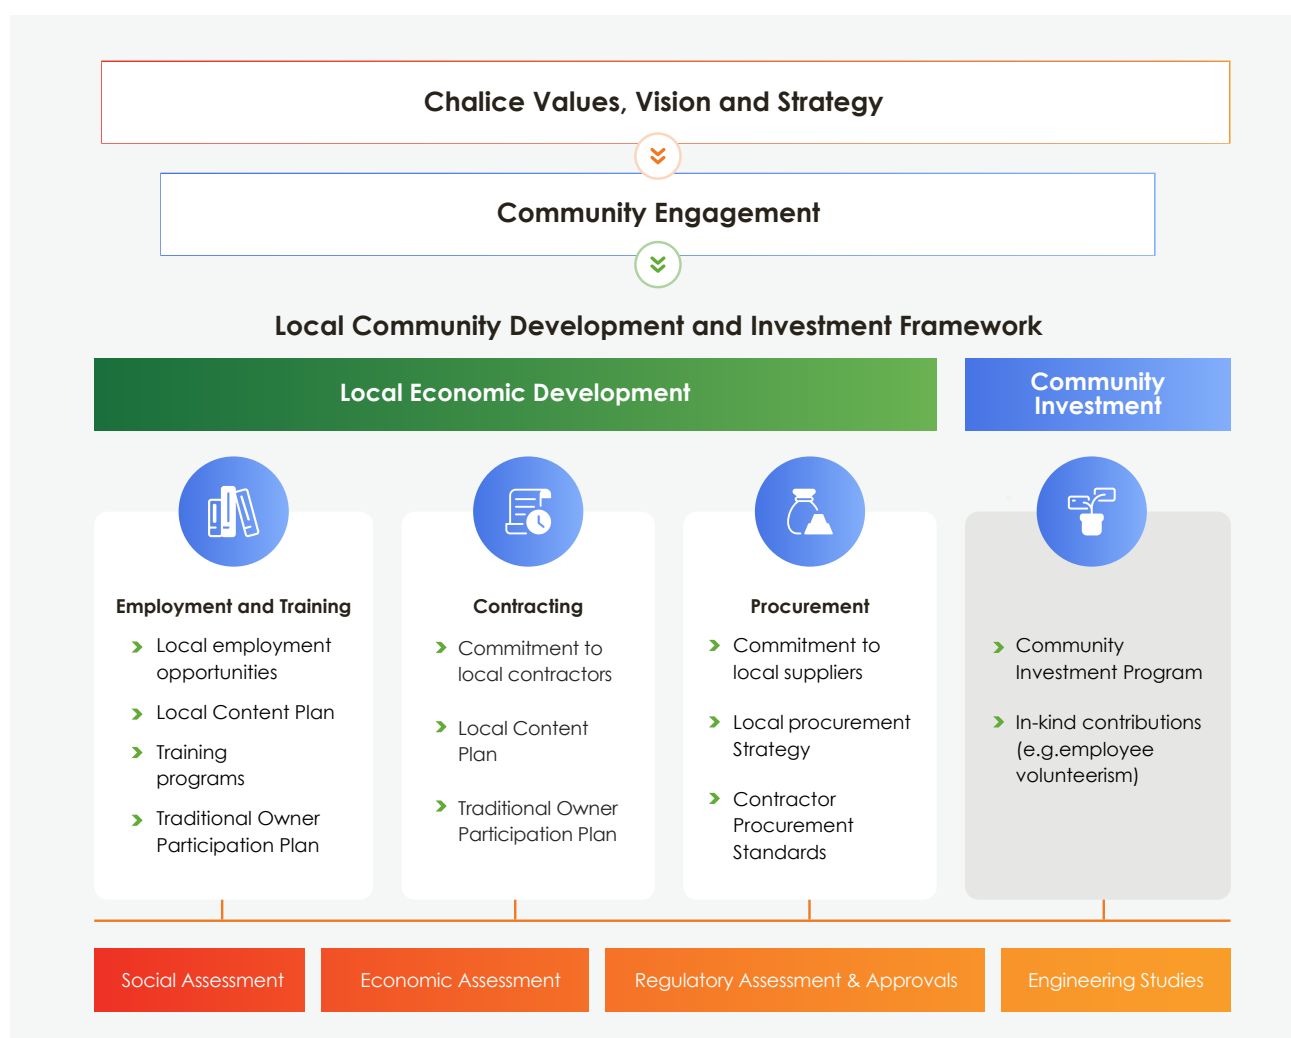 Chalice Values, Vision and Strategy
Community Engagement
Local Community Development and Investment Framework
Local Economic Development
Community
Investment
Employment and Training
Local employment
opportunities
Local Content Plan
Training
programs
Traditional Owner
Participation Plan
Contracting
Commitment to
local contractors
Local Content
Plan
Traditional Owner
Participation Plan
Procurement
Commitment to
local suppliers
Local procurement
Strategy
Contractor
Procurement
Standards
Community
Investment Program
In-kind contributions
(e.g.employee
volunteerism)
Social Assessment
Economic Assessment
Regulatory Assessment & Approvals
Engineering Studies